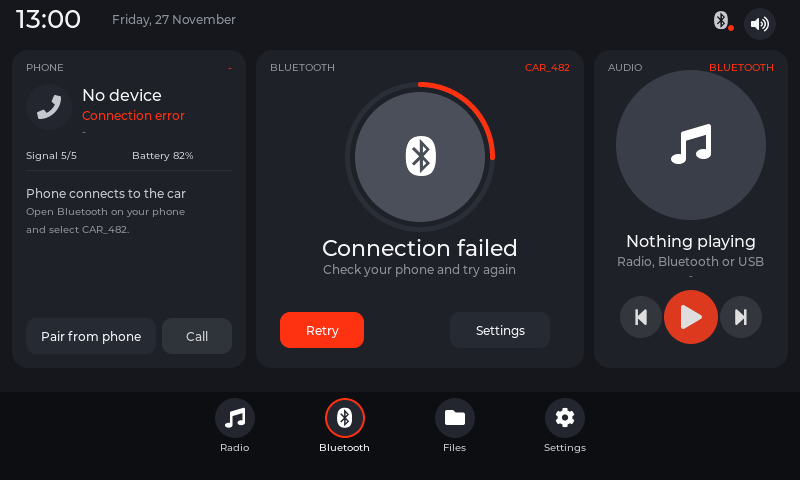 13:00
Friday, 27 November
PHONE
-
No device
Connection error
-
Signal 5/5
Battery 82%
Phone connects to the car
Open Bluetooth on your phone
and select CAR_482.
Pair from phone
Call
BLUETOOTH
CAR_482
Connection failed
Check your phone and try again
Retry
Settings
AUDIO
BLUETOOTH
Nothing playing
Radio, Bluetooth or USB
-
Radio
Bluetooth
Files
Settings